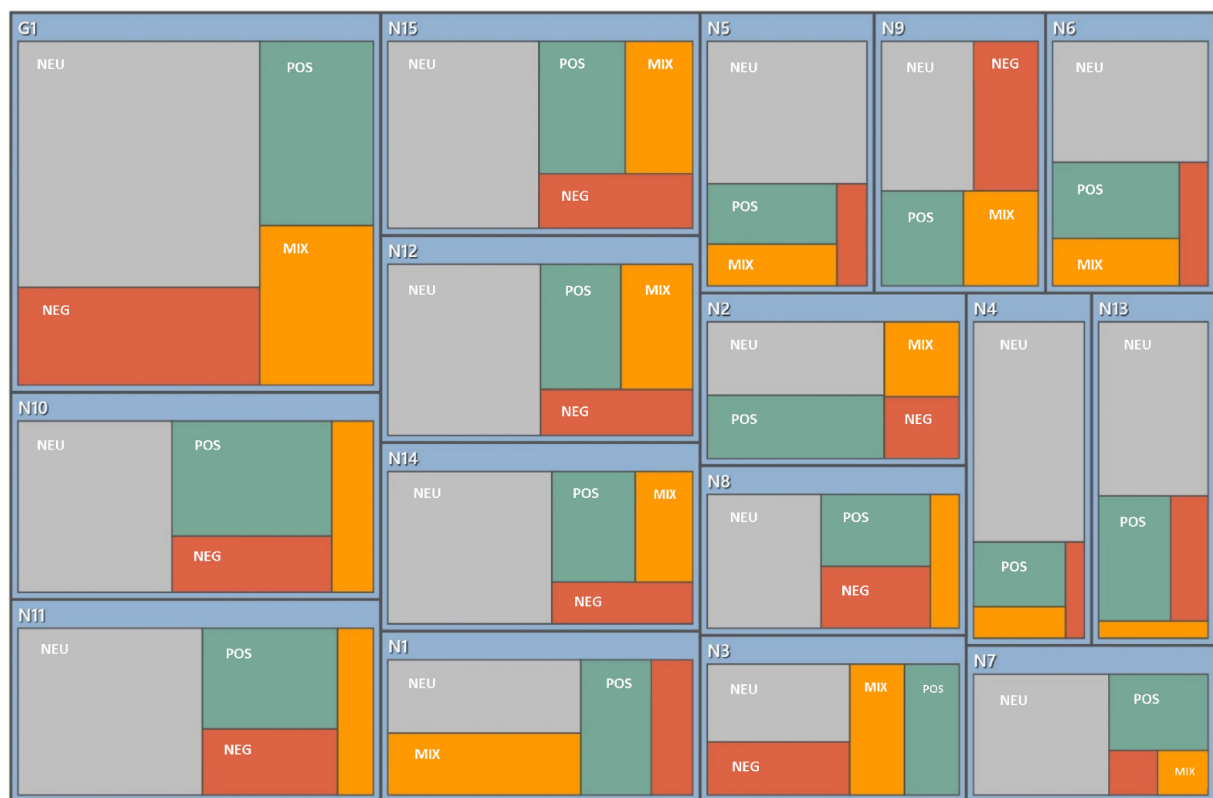 G1
NEU
POS
MIX
NEG
N10
NEU
POS
NEG
N11
NEU
POS
NEG
N15
NEU
POS
MIX
NEG
N12
NEU
POS
MIX
NEG
N14
NEU
POS
MIX
NEG
N1
NEU
POS
MIX
N5
NEU
POS
MIX
N9
NEU
NEG
POS
MIX
N6
NEU
POS
MIX
N2
NEU
MIX
POS
NEG
N8
NEU
POS
NEG
N3
NEU
MIX
POS
NEG
N4
NEU
POS
N13
NEU
POS
N7
NEU
POS
MIX